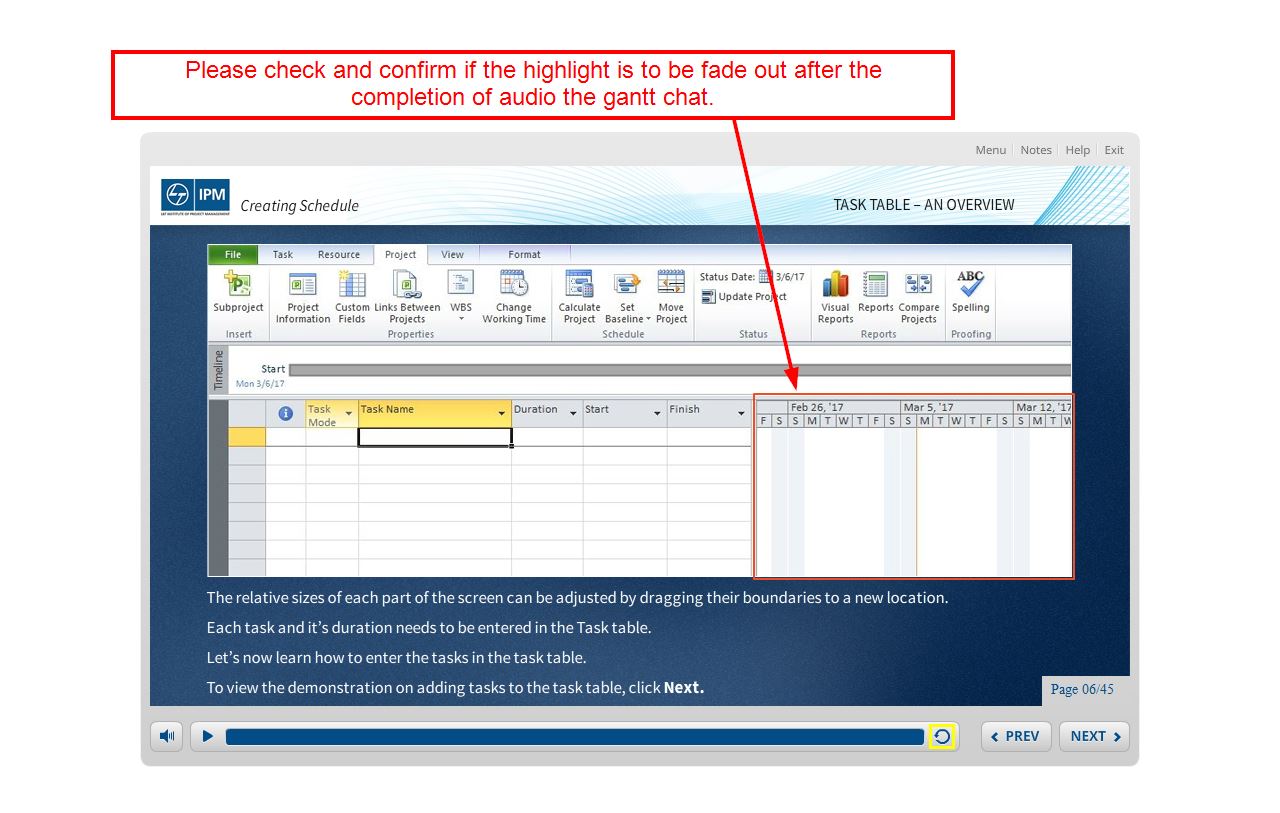 Please check and confirm if the highlight is to be fade out after the
completion of audio the gantt chat.
Menu Notes Help Exit
IPM
L&T INSTITUTE OF PROJECT MANAGEMENT
Creating Schedule
TASK TABLE – AN OVERVIEW
File Task Resource Project View Format
Subproject
Project
Information
Custom
Fields
Links Between
Projects
WBS
Change
Working Time
Calculate
Project
Set
Baseline
Move
Project
Status Date: 3/6/17
Update Project
Visual
Reports
Reports
Compare
Projects
ABC
Spelling
Insert Properties Schedule Status Reports Proofing
Timeline
Start
Mon 3/6/17
Task
Mode
Task Name
Duration
Start
Finish
Feb 26, '17 Mar 5, '17 Mar 12, '17
F S S M T W T F S S M T W T F S S M T W
The relative sizes of each part of the screen can be adjusted by dragging their boundaries to a new location.
Each task and it's duration needs to be entered in the Task table.
Let's now learn how to enter the tasks in the task table.
To view the demonstration on adding tasks to the task table, click Next.
Page 06/45
PREV NEXT